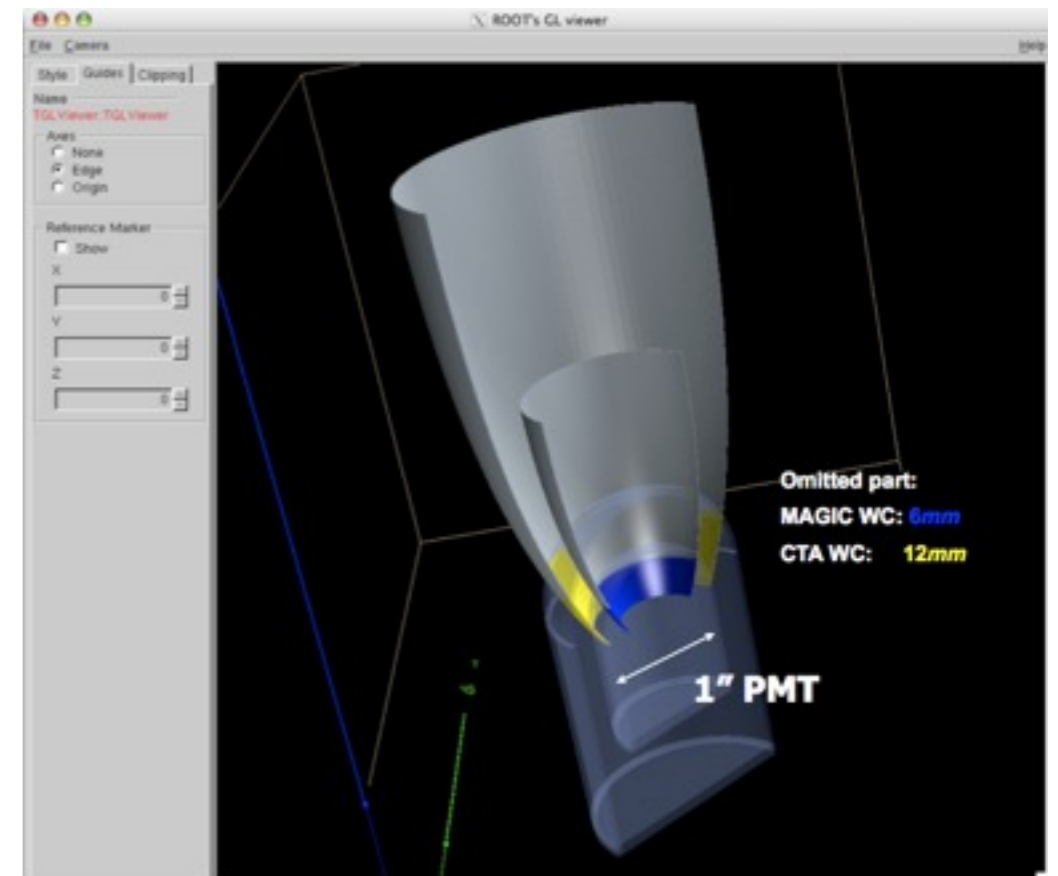 ROOT's GL viewer
File Camera Help
Style Guides Clipping
Name
TGLViewer::TGLViewer
Axes
None
Edge
Origin
Reference Marker
Show
X
0
Y
0
Z
0
Omitted part:
MAGIC WC: 6mm
CTA WC: 12mm
1" PMT